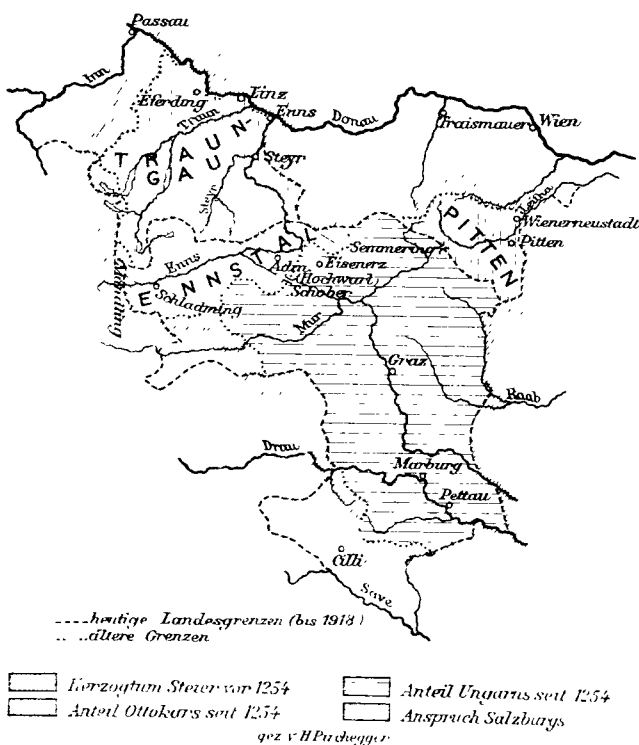 Passau
Inn
Eferding
Linz
Traun
Enns
Donau
Traismauer
Wien
TRAUN-
GAU
Steyr
Steyr
Leitha
Wienerneustadt
Pitten
PITTEN
Semmering
Enns
ENNSTAL
Adm
Eisenerz
(Hochwart)
Schober
Schladming
Mur
Graz
Raab
Drau
Marburg
Pettau
Cilli
Save
----heutige Landesgrenzen (bis 1918)
.. ..ältere Grenzen
Herzogtum Steier vor 1254
Anteil Ottokars seit 1254
Anteil Ungarns seit 1254
Anspruch Salzburgs
gez v H Pirchegger